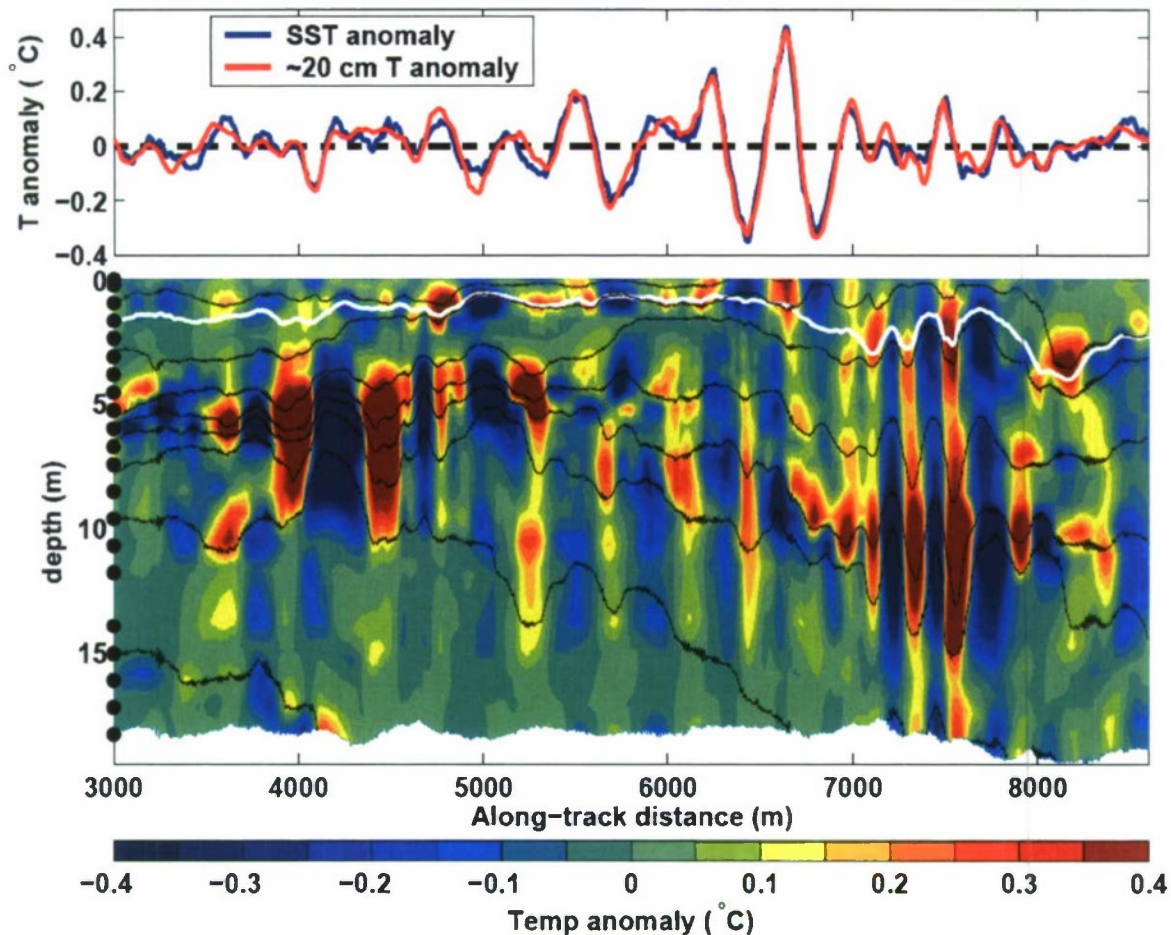 0.4
0.2
0
−0.2
−0.4
T anomaly ( °C)
SST anomaly
~20 cm T anomaly
0
5
10
15
depth (m)
3000 4000 5000 6000 7000 8000
Along−track distance (m)
−0.4 −0.3 −0.2 −0.1 0 0.1 0.2 0.3 0.4
Temp anomaly ( °C)